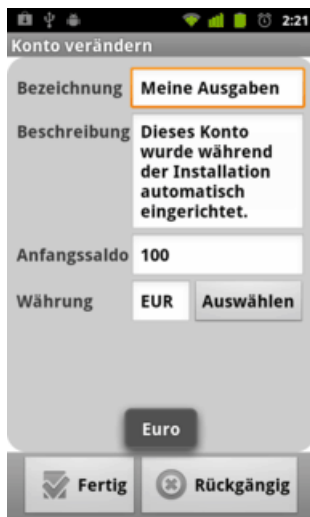 2:21
Konto verändern
Bezeichnung Meine Ausgaben
Beschreibung Dieses Konto
wurde während
der Installation
automatisch
eingerichtet.
Anfangssaldo 100
Währung EUR Auswählen
Euro
Fertig Rückgängig